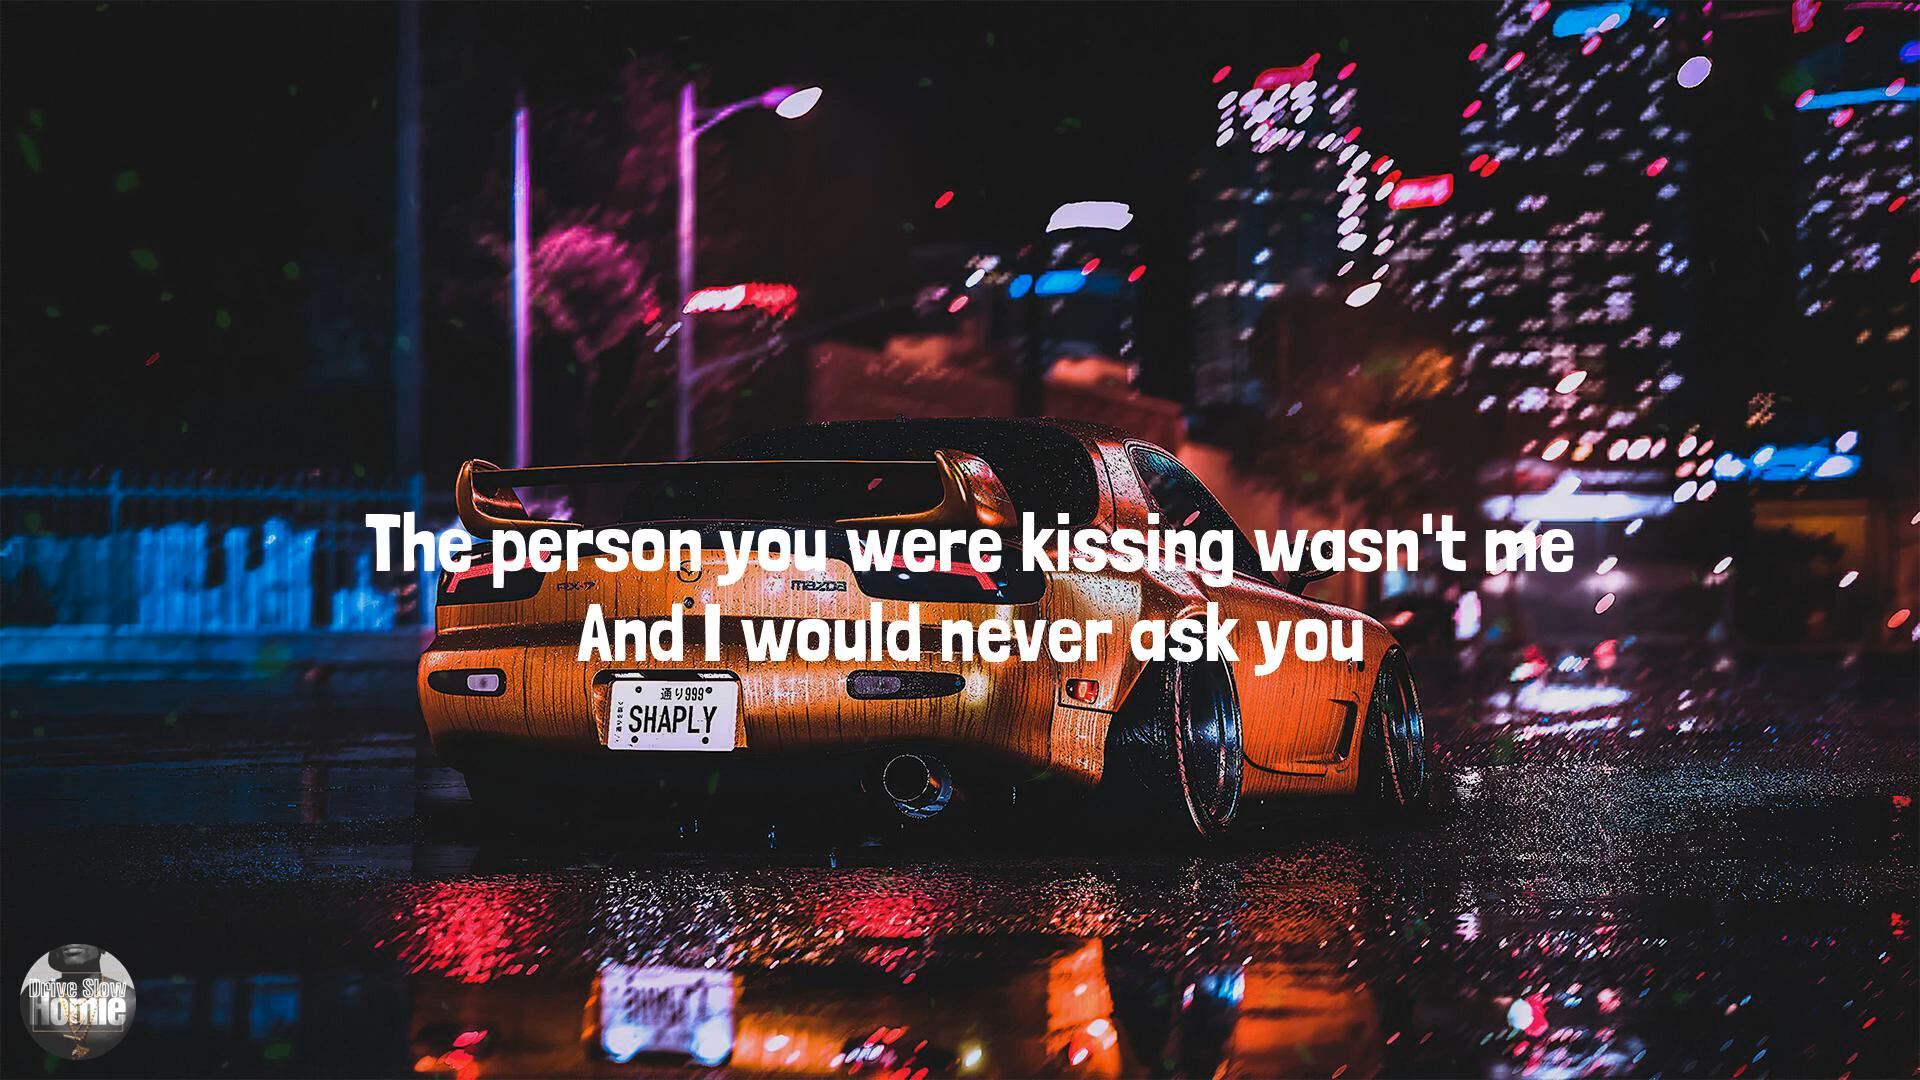 The person you were kissing wasn't me
And I would never ask you
RX-7
mazda
通り999
SHAPLY
Drive Slow
Homie